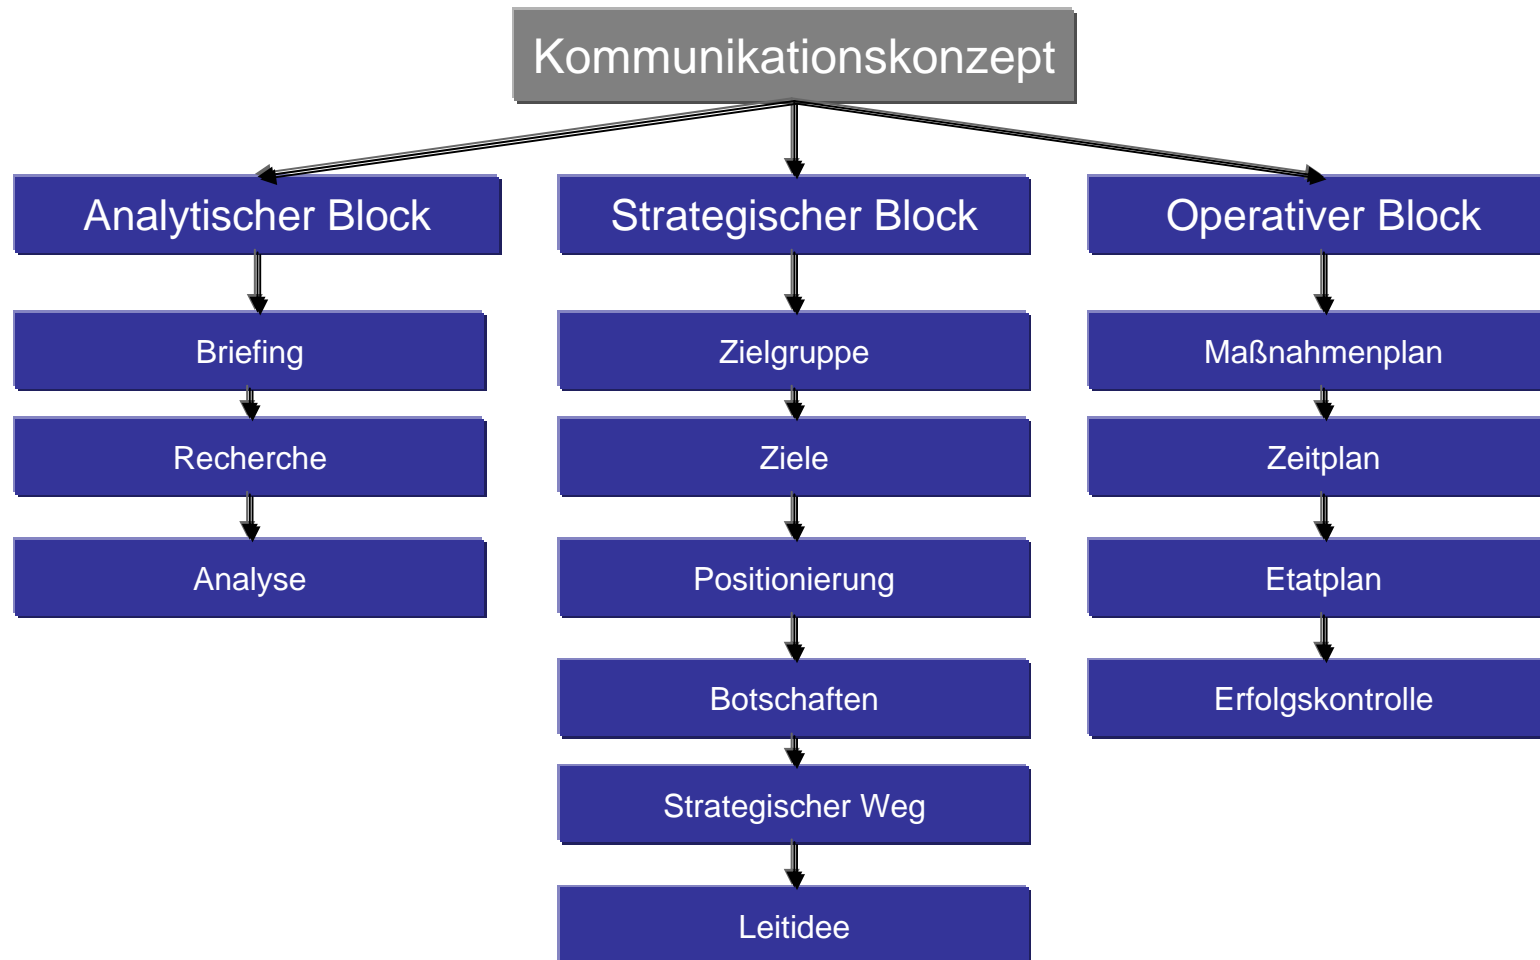 Kommunikationskonzept
Analytischer Block
Strategischer Block
Operativer Block
Briefing
Zielgruppe
Maßnahmenplan
Recherche
Ziele
Zeitplan
Analyse
Positionierung
Etatplan
Botschaften
Erfolgskontrolle
Strategischer Weg
Leitidee